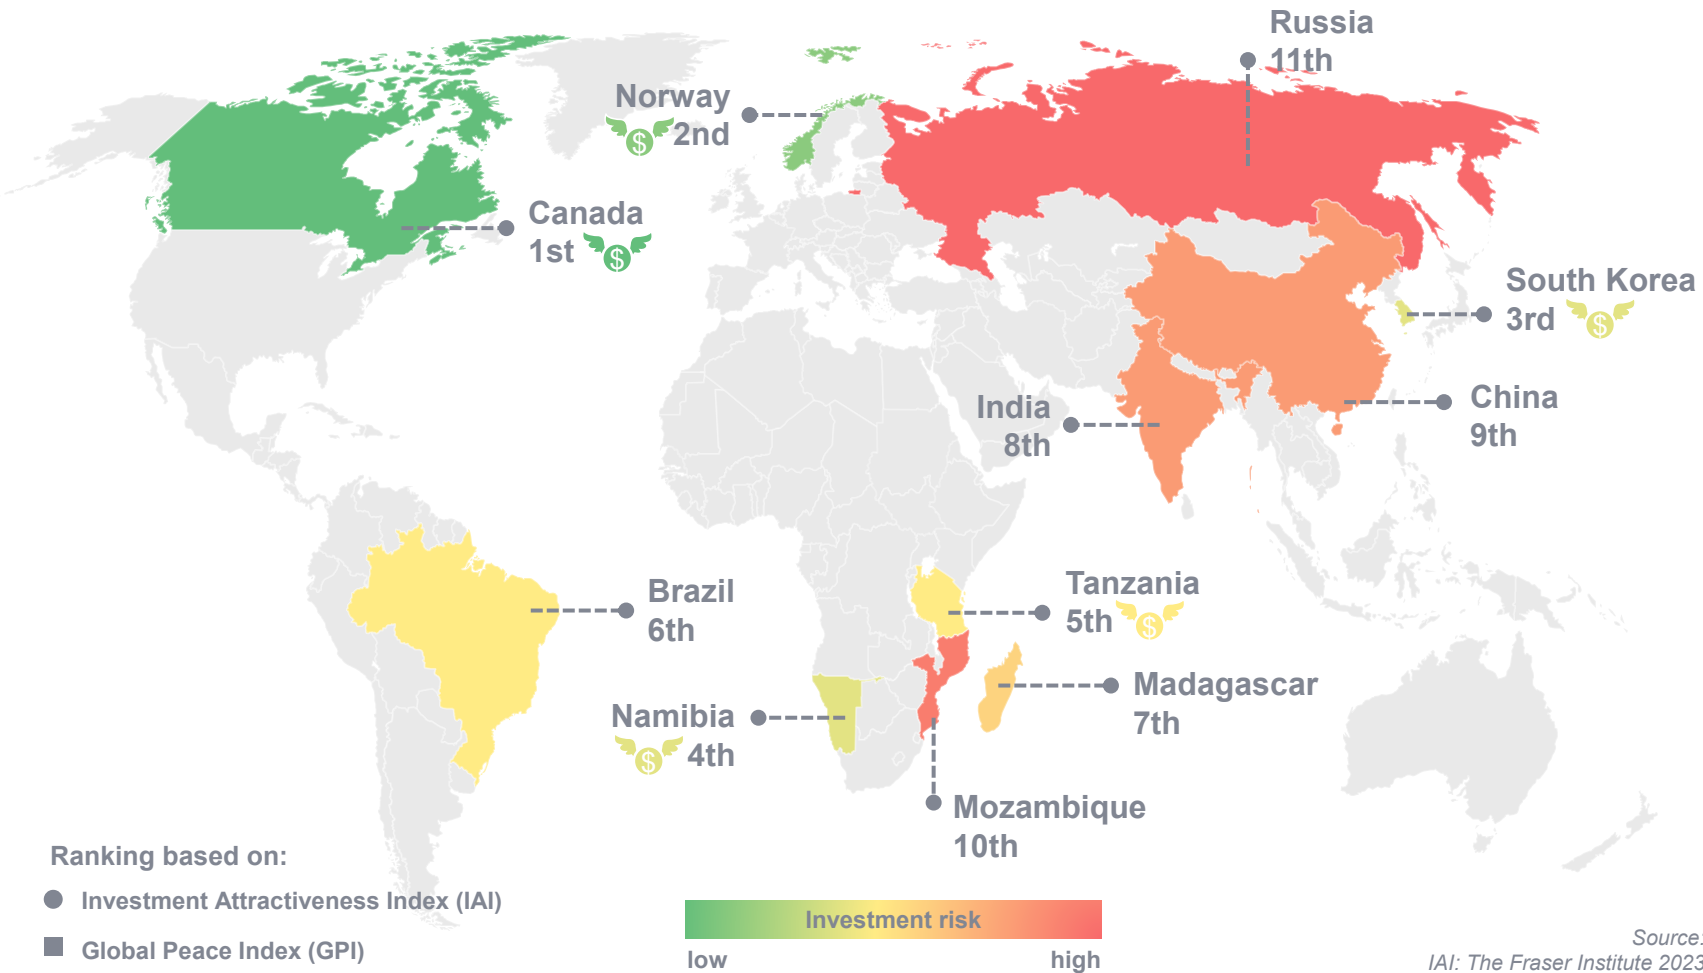 Russia
11th
Norway
2nd
$
Canada
1st
$
South Korea
3rd
$
China
9th
India
8th
Brazil
6th
Tanzania
5th
$
Madagascar
7th
Namibia
4th
$
Mozambique
10th
Ranking based on:
Investment Attractiveness Index (IAI)
Global Peace Index (GPI)
Investment risk
low
high
Source:
IAI: The Fraser Institute 2023